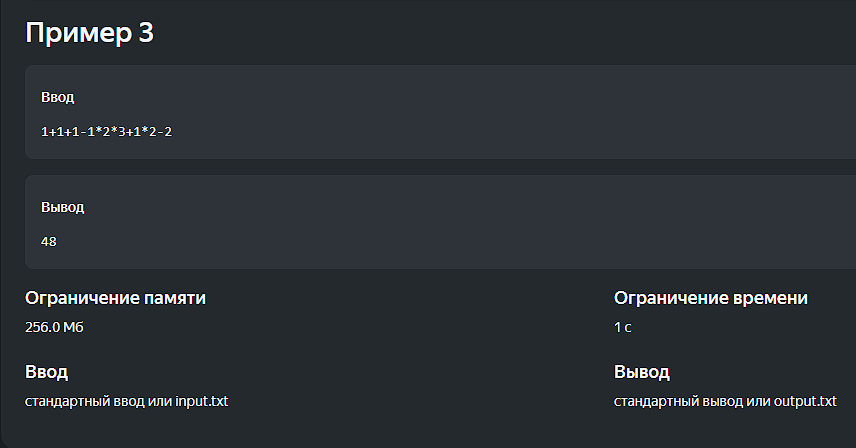 Пример 3
Ввод
1+1+1-1*2*3+1*2-2
Вывод
48
Ограничение памяти
256.0 Мб
Ограничение времени
1 с
Ввод
стандартный ввод или input.txt
Вывод
стандартный вывод или output.txt